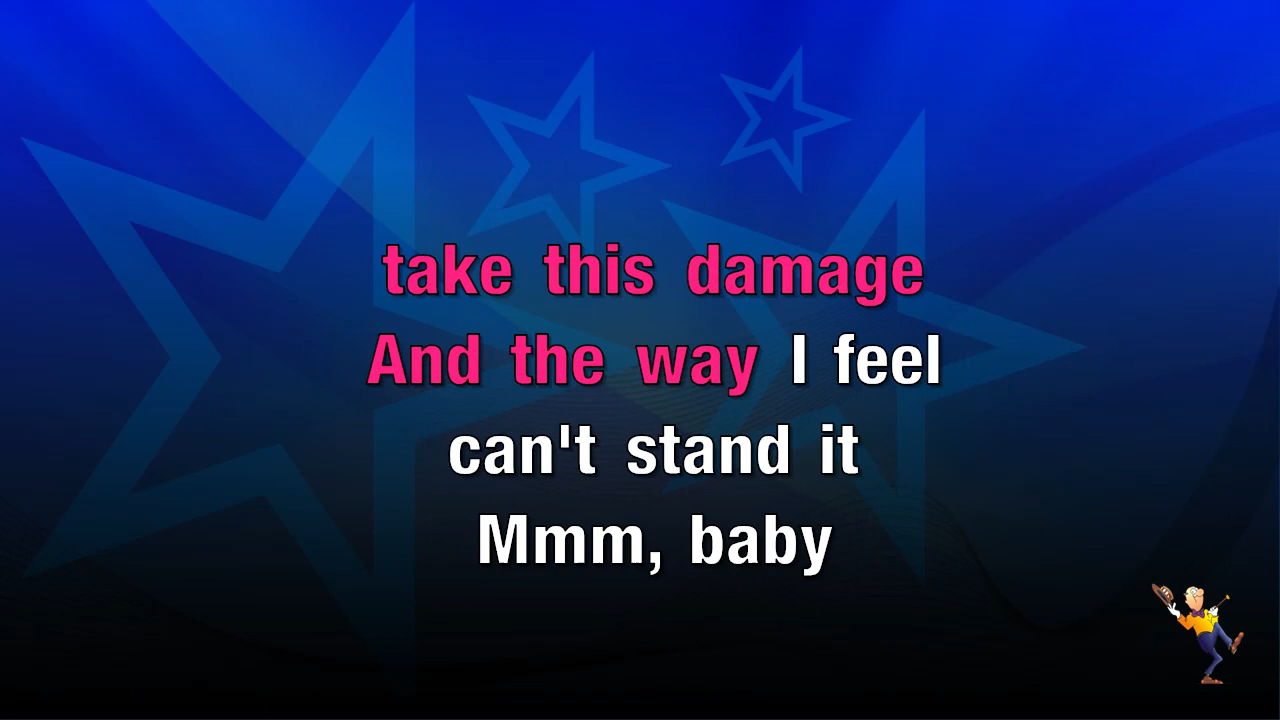 take this damage
And the way I feel
can't stand it
Mmm, baby